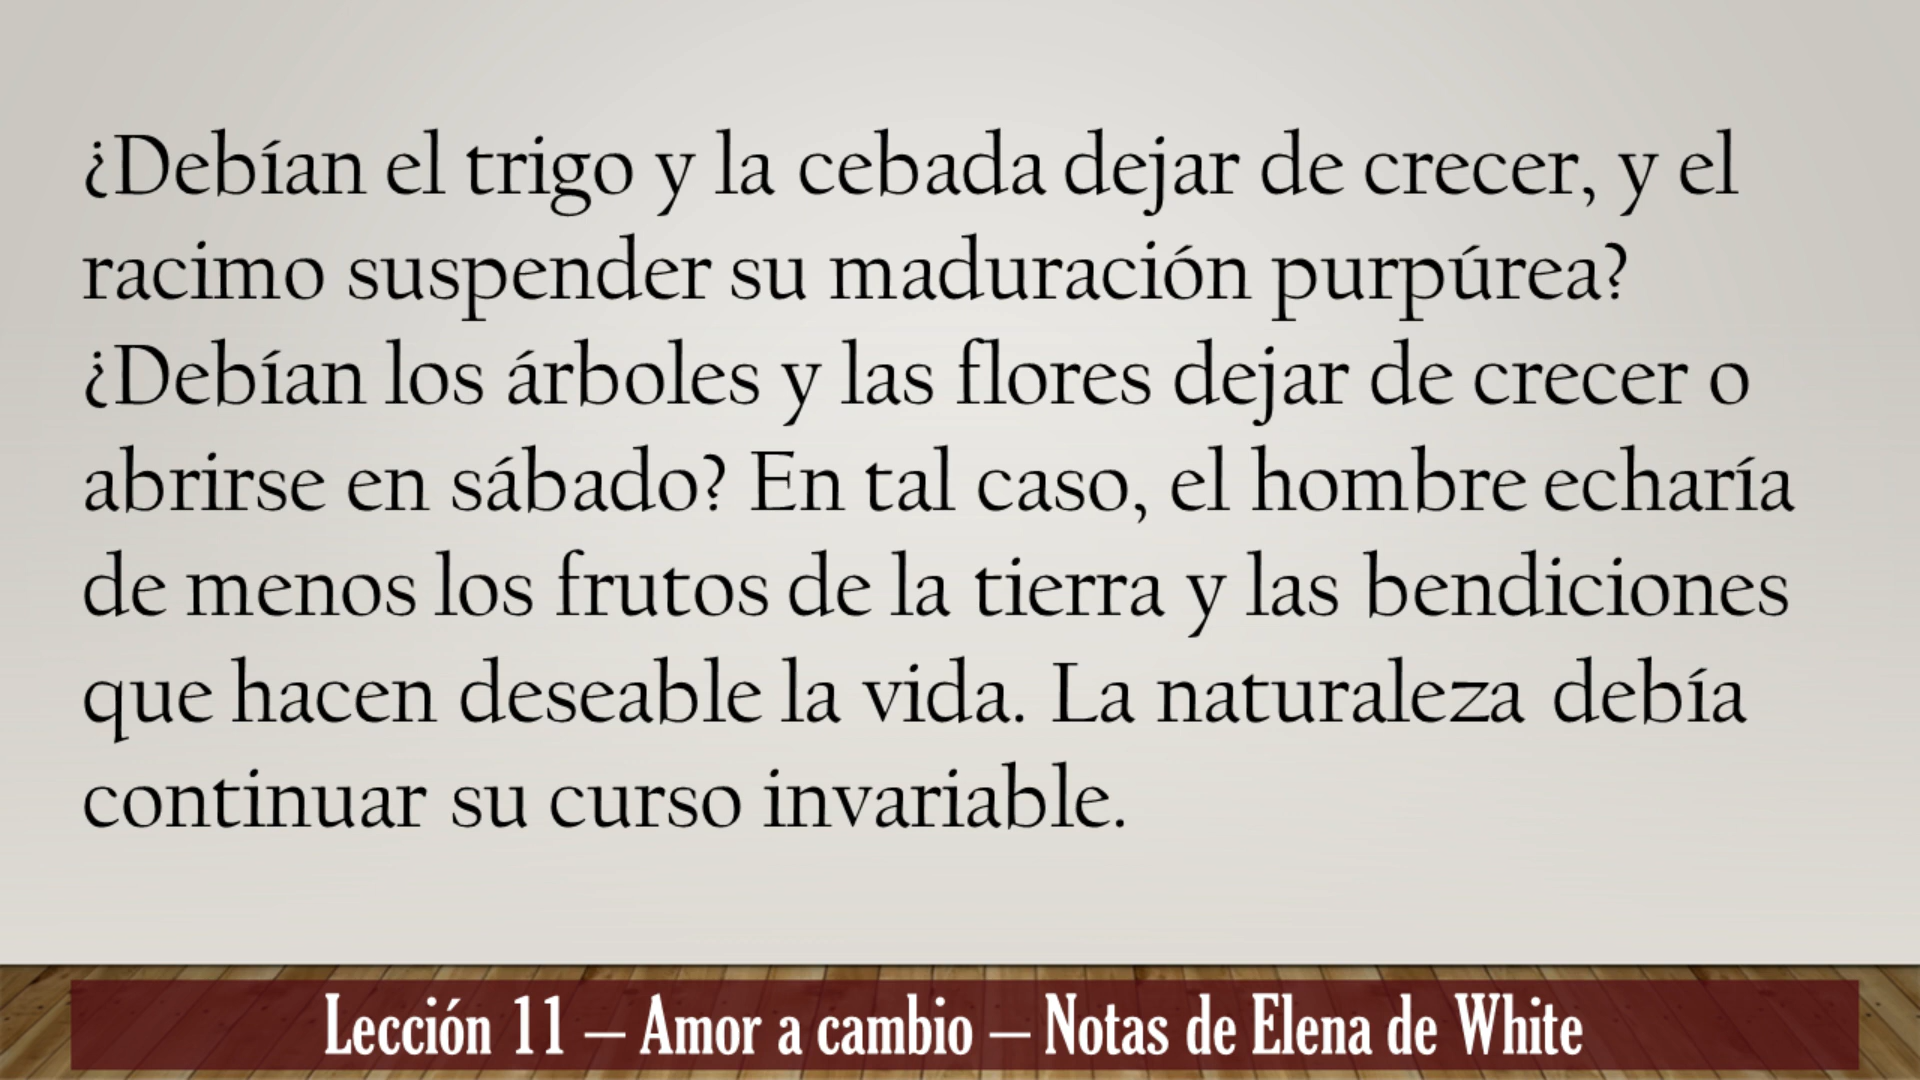 ¿Debían el trigo y la cebada dejar de crecer, y el
racimo suspender su maduración purpúrea?
¿Debían los árboles y las flores dejar de crecer o
abrirse en sábado? En tal caso, el hombre echaría
de menos los frutos de la tierra y las bendiciones
que hacen deseable la vida. La naturaleza debía
continuar su curso invariable.
Lección 11 – Amor a cambio – Notas de Elena de White